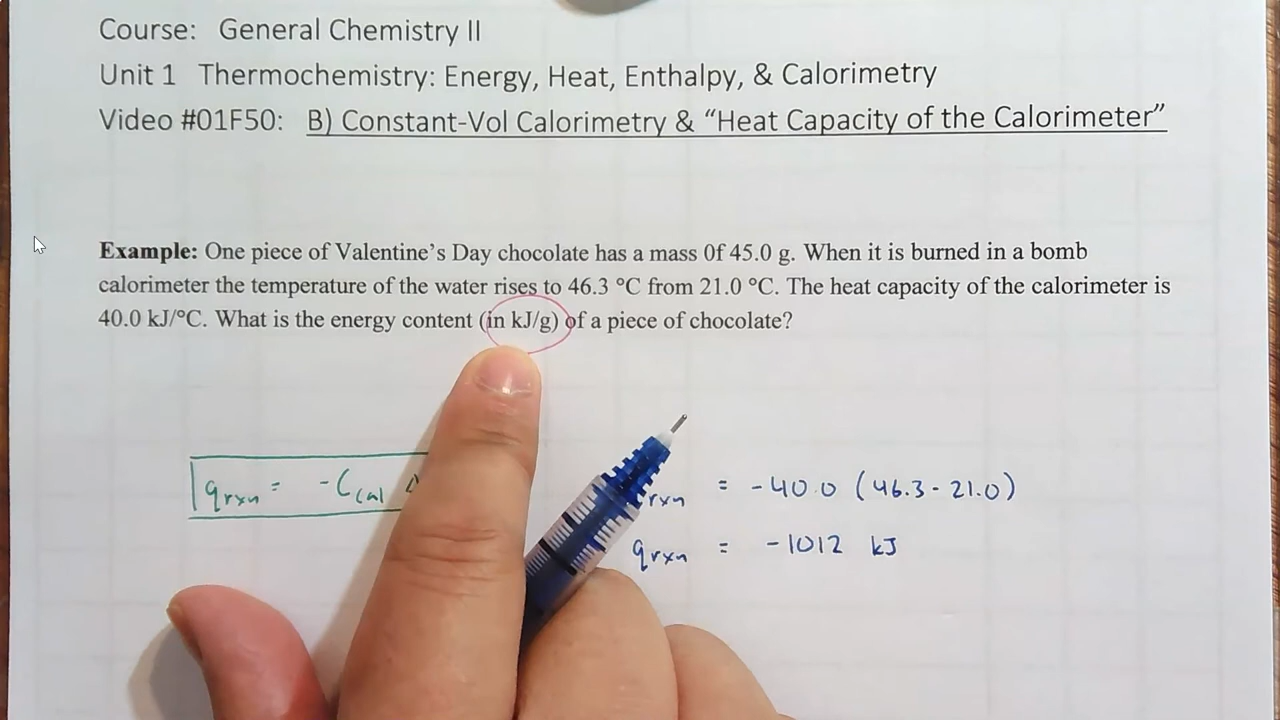 Course: General Chemistry II
Unit 1 Thermochemistry: Energy, Heat, Enthalpy, & Calorimetry
Video #01F50: B) Constant-Vol Calorimetry & “Heat Capacity of the Calorimeter”
Example: One piece of Valentine’s Day chocolate has a mass 0f 45.0 g. When it is burned in a bomb
calorimeter the temperature of the water rises to 46.3 °C from 21.0 °C. The heat capacity of the calorimeter is
40.0 kJ/°C. What is the energy content (in kJ/g) of a piece of chocolate?
qrxn = -Ccal Δ
rxn = -40.0 (46.3 - 21.0)
qrxn = -1012 kJ